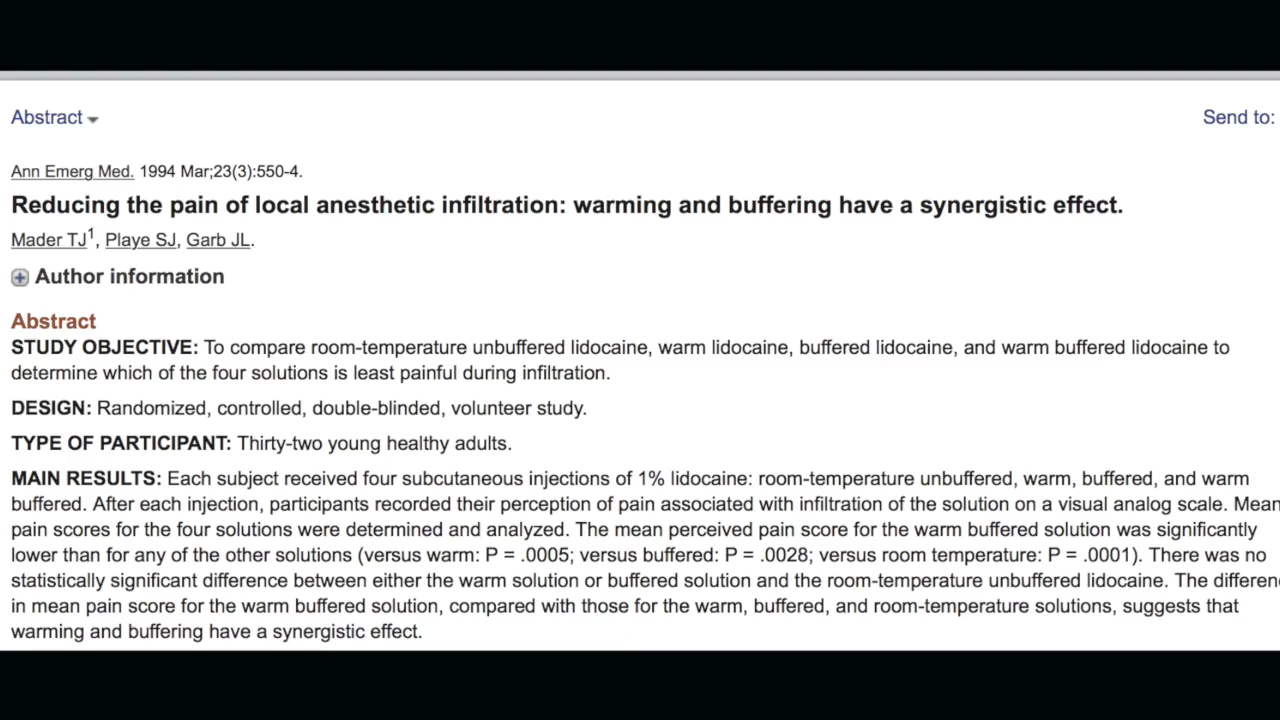 Abstract
Send to:
Ann Emerg Med. 1994 Mar;23(3):550-4.
Reducing the pain of local anesthetic infiltration: warming and buffering have a synergistic effect.
Mader TJ1, Playe SJ, Garb JL.
Author information
Abstract
STUDY OBJECTIVE: To compare room-temperature unbuffered lidocaine, warm lidocaine, buffered lidocaine, and warm buffered lidocaine to
determine which of the four solutions is least painful during infiltration.
DESIGN: Randomized, controlled, double-blinded, volunteer study.
TYPE OF PARTICIPANT: Thirty-two young healthy adults.
MAIN RESULTS: Each subject received four subcutaneous injections of 1% lidocaine: room-temperature unbuffered, warm, buffered, and warm
buffered. After each injection, participants recorded their perception of pain associated with infiltration of the solution on a visual analog scale. Mean
pain scores for the four solutions were determined and analyzed. The mean perceived pain score for the warm buffered solution was significantly
lower than for any of the other solutions (versus warm: P = .0005; versus buffered: P = .0028; versus room temperature: P = .0001). There was no
statistically significant difference between either the warm solution or buffered solution and the room-temperature unbuffered lidocaine. The differenc
in mean pain score for the warm buffered solution, compared with those for the warm, buffered, and room-temperature solutions, suggests that
warming and buffering have a synergistic effect.